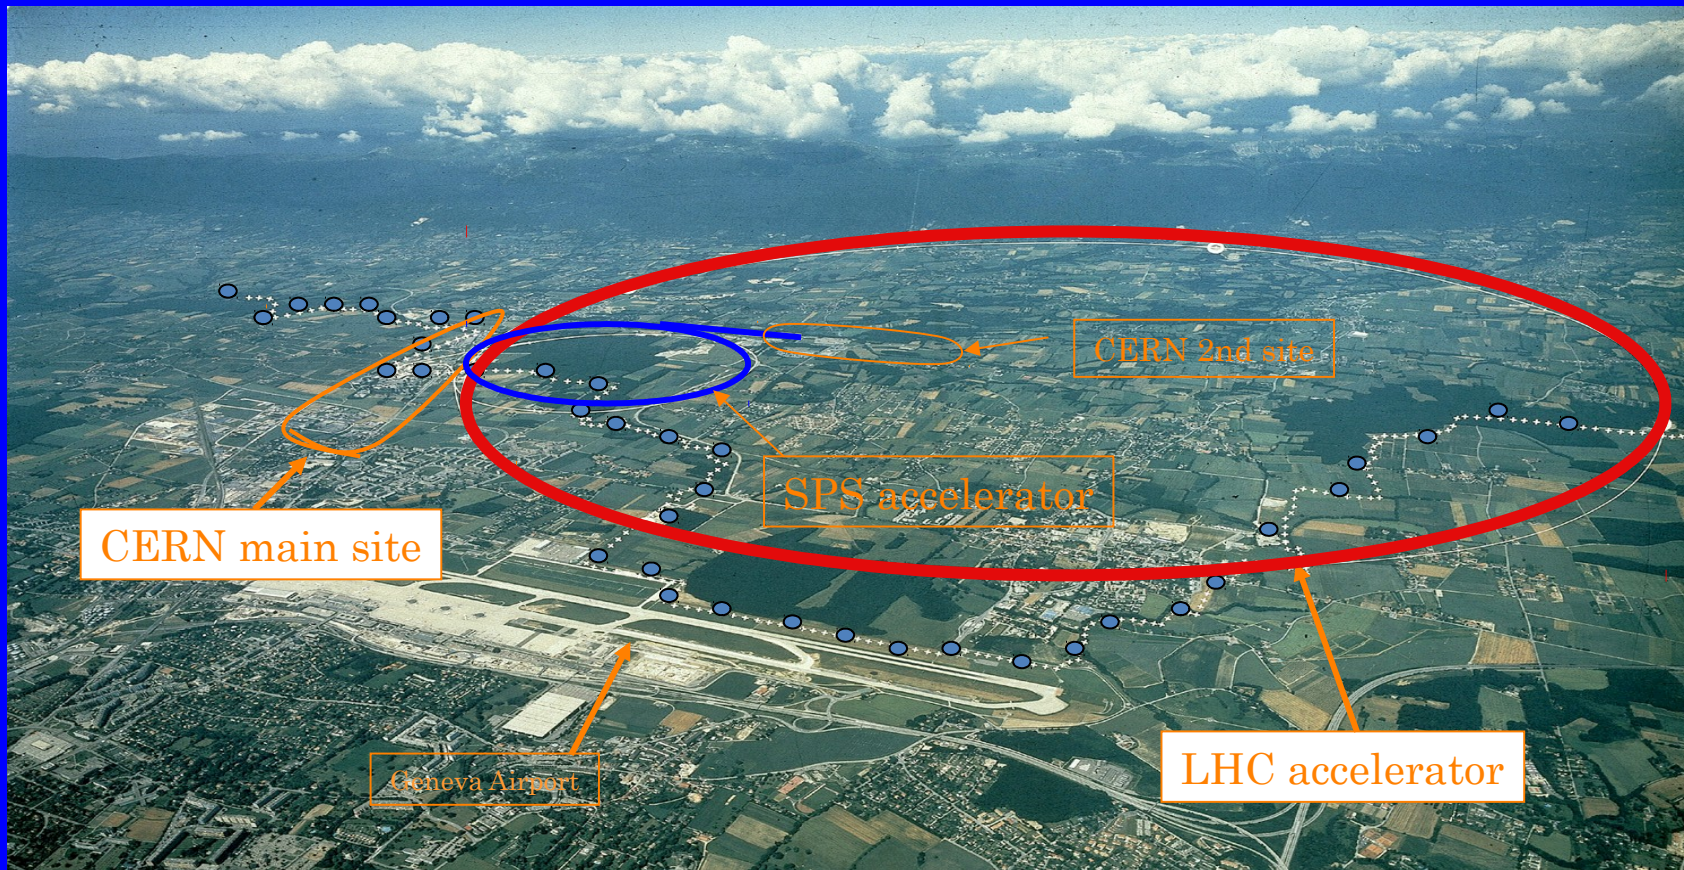 CERN 2nd site
SPS accelerator
CERN main site
Geneva Airport
LHC accelerator